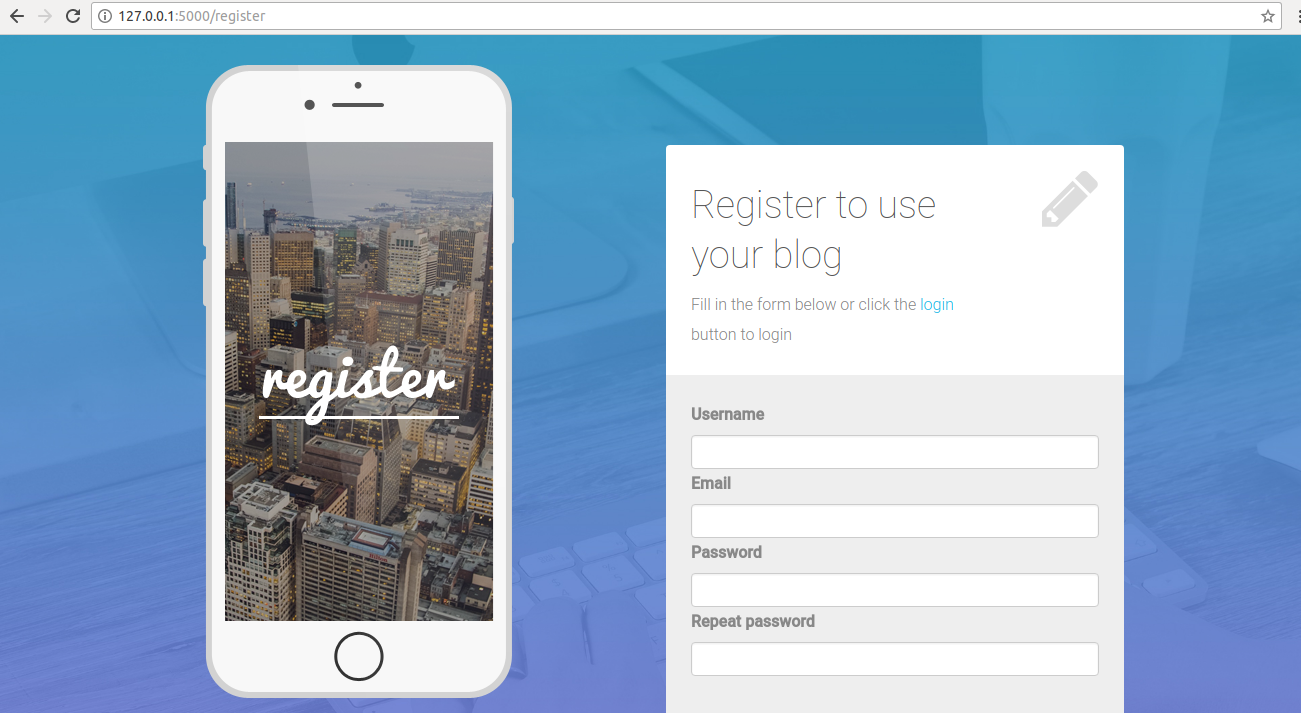 127.0.0.1:5000/register
register
Register to use
your blog
Fill in the form below or click the login
button to login
Username
Email
Password
Repeat password